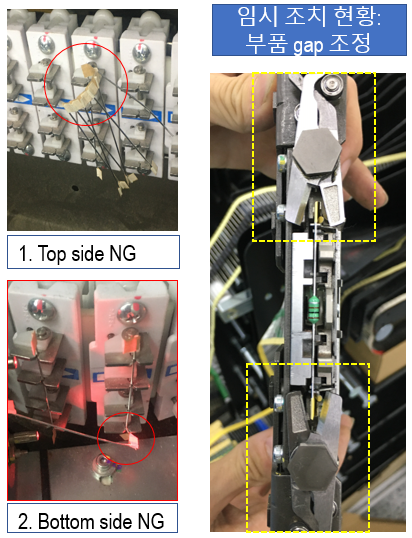 임시 조치 현황:
부품 gap 조정
1. Top side NG
2. Bottom side NG